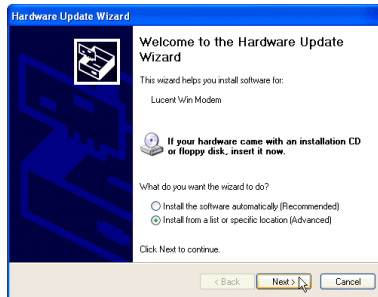 Hardware Update Wizard
Welcome to the Hardware Update
Wizard
This wizard helps you install software for:
Lucent Win Modem
If your hardware came with an installation CD
or floppy disk, insert it now.
What do you want the wizard to do?
Install the software automatically (Recommended)
Install from a list or specific location (Advanced)
Click Next to continue.
< Back Next > Cancel